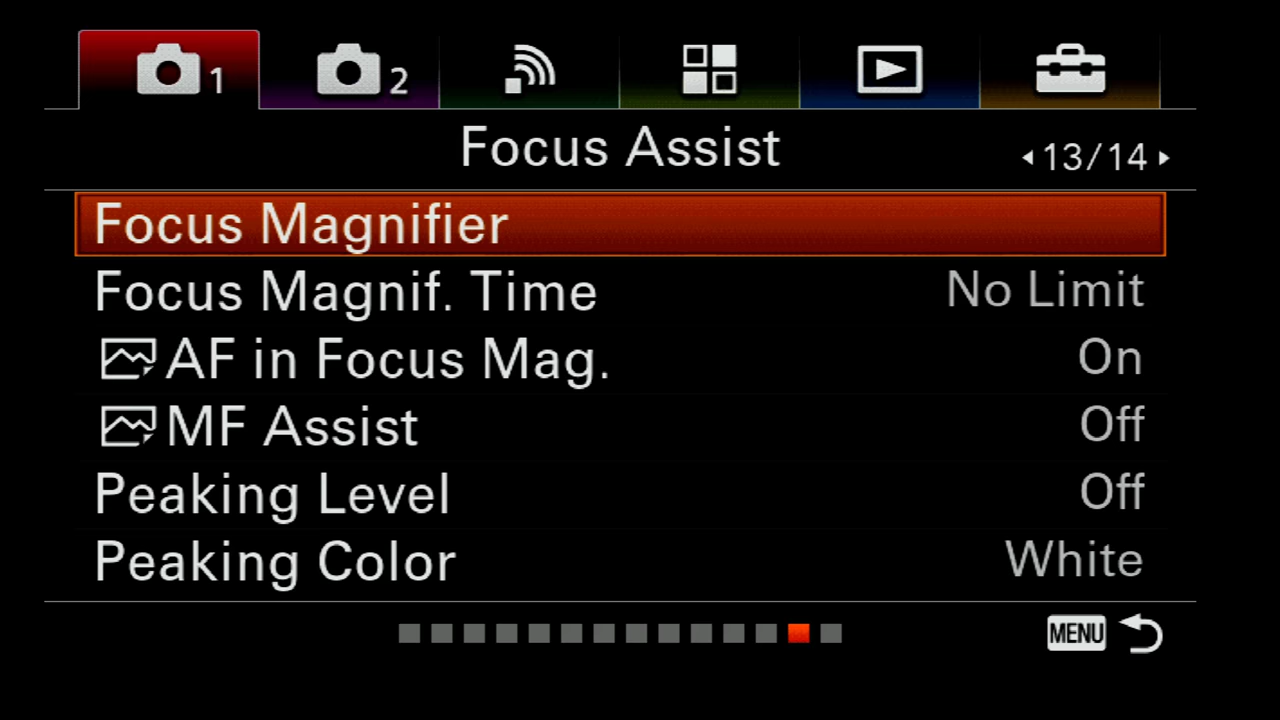 1 2
Focus Assist
13/14
Focus Magnifier
Focus Magnif. Time No Limit
AF in Focus Mag. On
MF Assist Off
Peaking Level Off
Peaking Color White
MENU